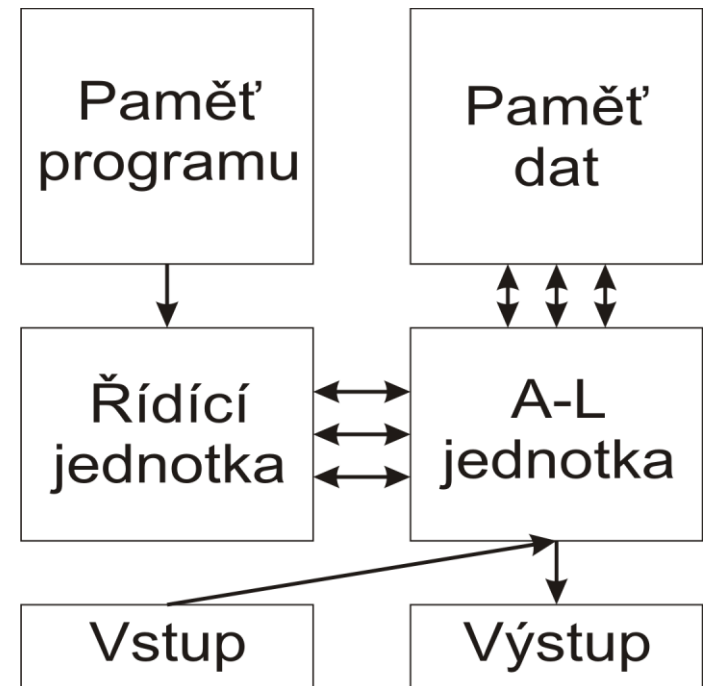 Paměť
programu
Paměť
dat
Řídící
jednotka
A-L
jednotka
Vstup
Výstup